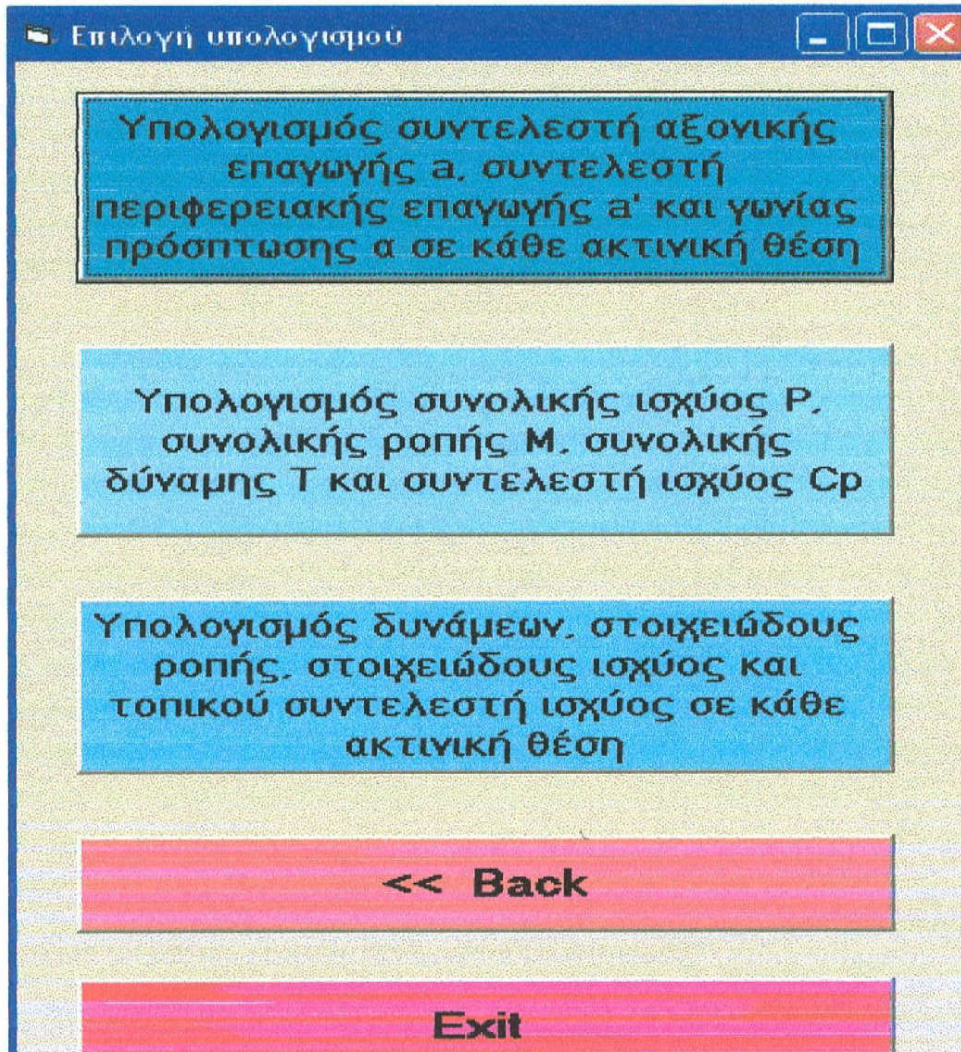 Επιλογή υπολογισμού
Υπολογισμός συντελεστή αξονικής
επαγωγής a, συντελεστή
περιφερειακής επαγωγής a' και γωνίας
πρόσπτωσης α σε κάθε ακτινική θέση
Υπολογισμός συνολικής ισχύος P,
συνολικής ροπής M, συνολικής
δύναμης T και συντελεστή ισχύος Cp
Υπολογισμός δυνάμεων, στοιχειώδους
ροπής, στοιχειώδους ισχύος και
τοπικού συντελεστή ισχύος σε κάθε
ακτινική θέση
<< Back
Exit